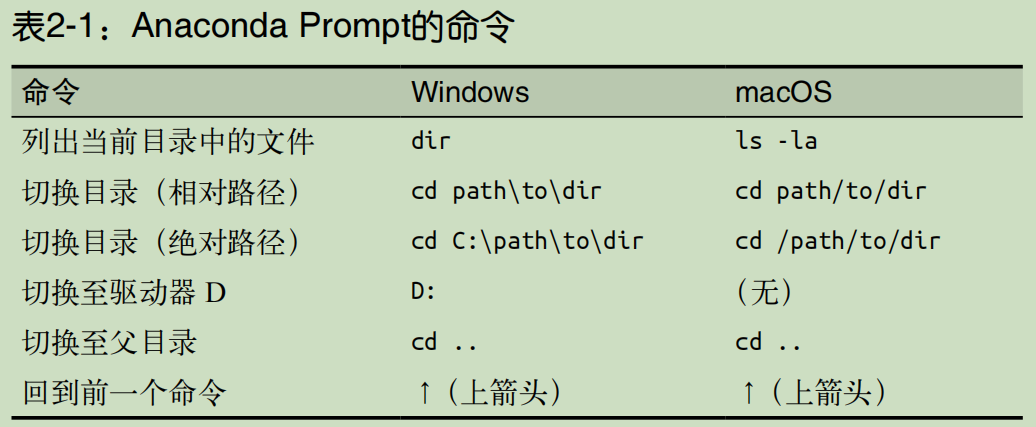 表2-1：Anaconda Prompt的命令
命令 Windows macOS
列出当前目录中的文件 dir ls -la
切换目录（相对路径） cd path\to\dir cd path/to/dir
切换目录（绝对路径） cd C:\path\to\dir cd /path/to/dir
切换至驱动器 D D: （无）
切换至父目录 cd .. cd ..
回到前一个命令 ↑（上箭头） ↑（上箭头）